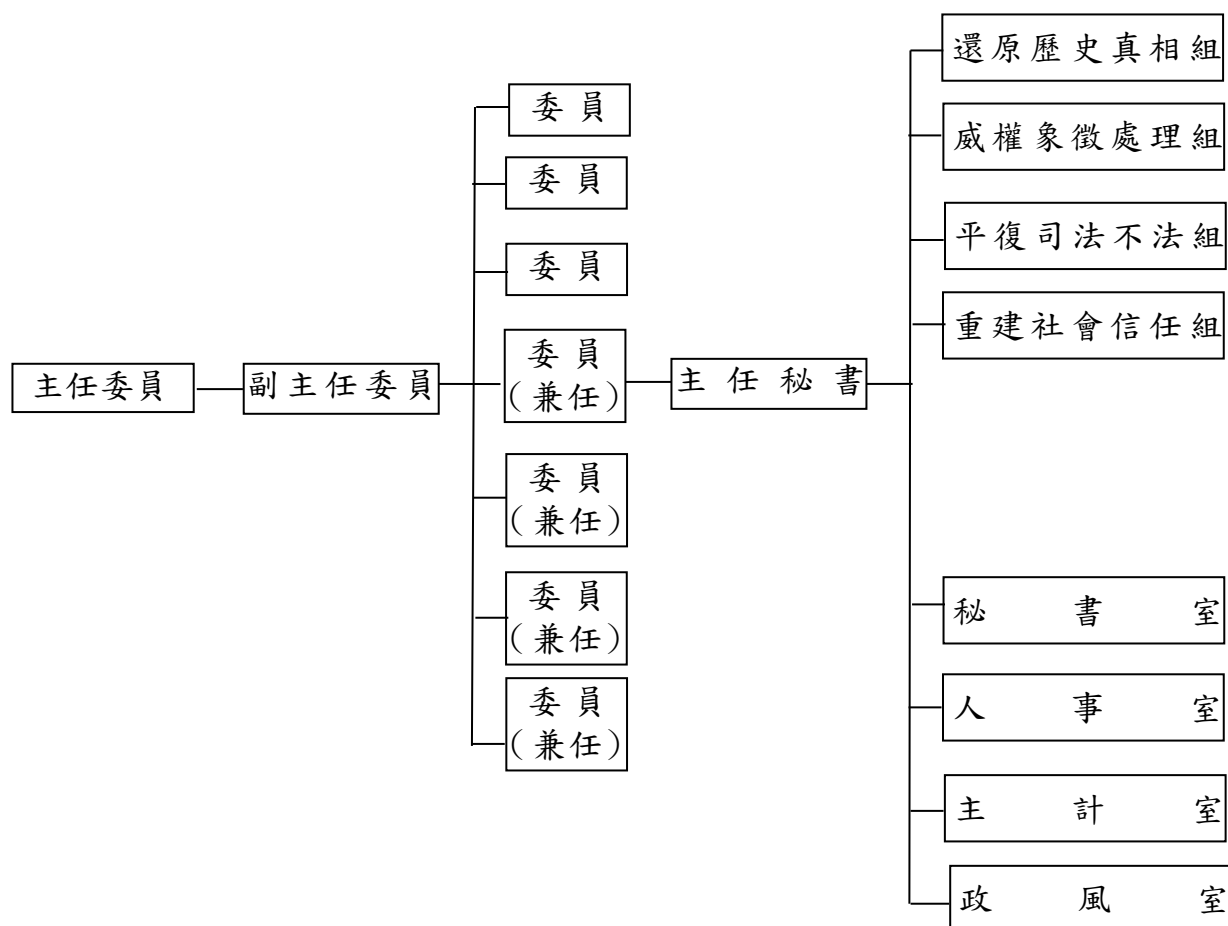 主任委員
副主任委員
委員
委員
委員
委員
（兼任）
委員
（兼任）
委員
（兼任）
委員
（兼任）
主任秘書
還原歷史真相組
威權象徵處理組
平復司法不法組
重建社會信任組
秘書室
人事室
主計室
政風室